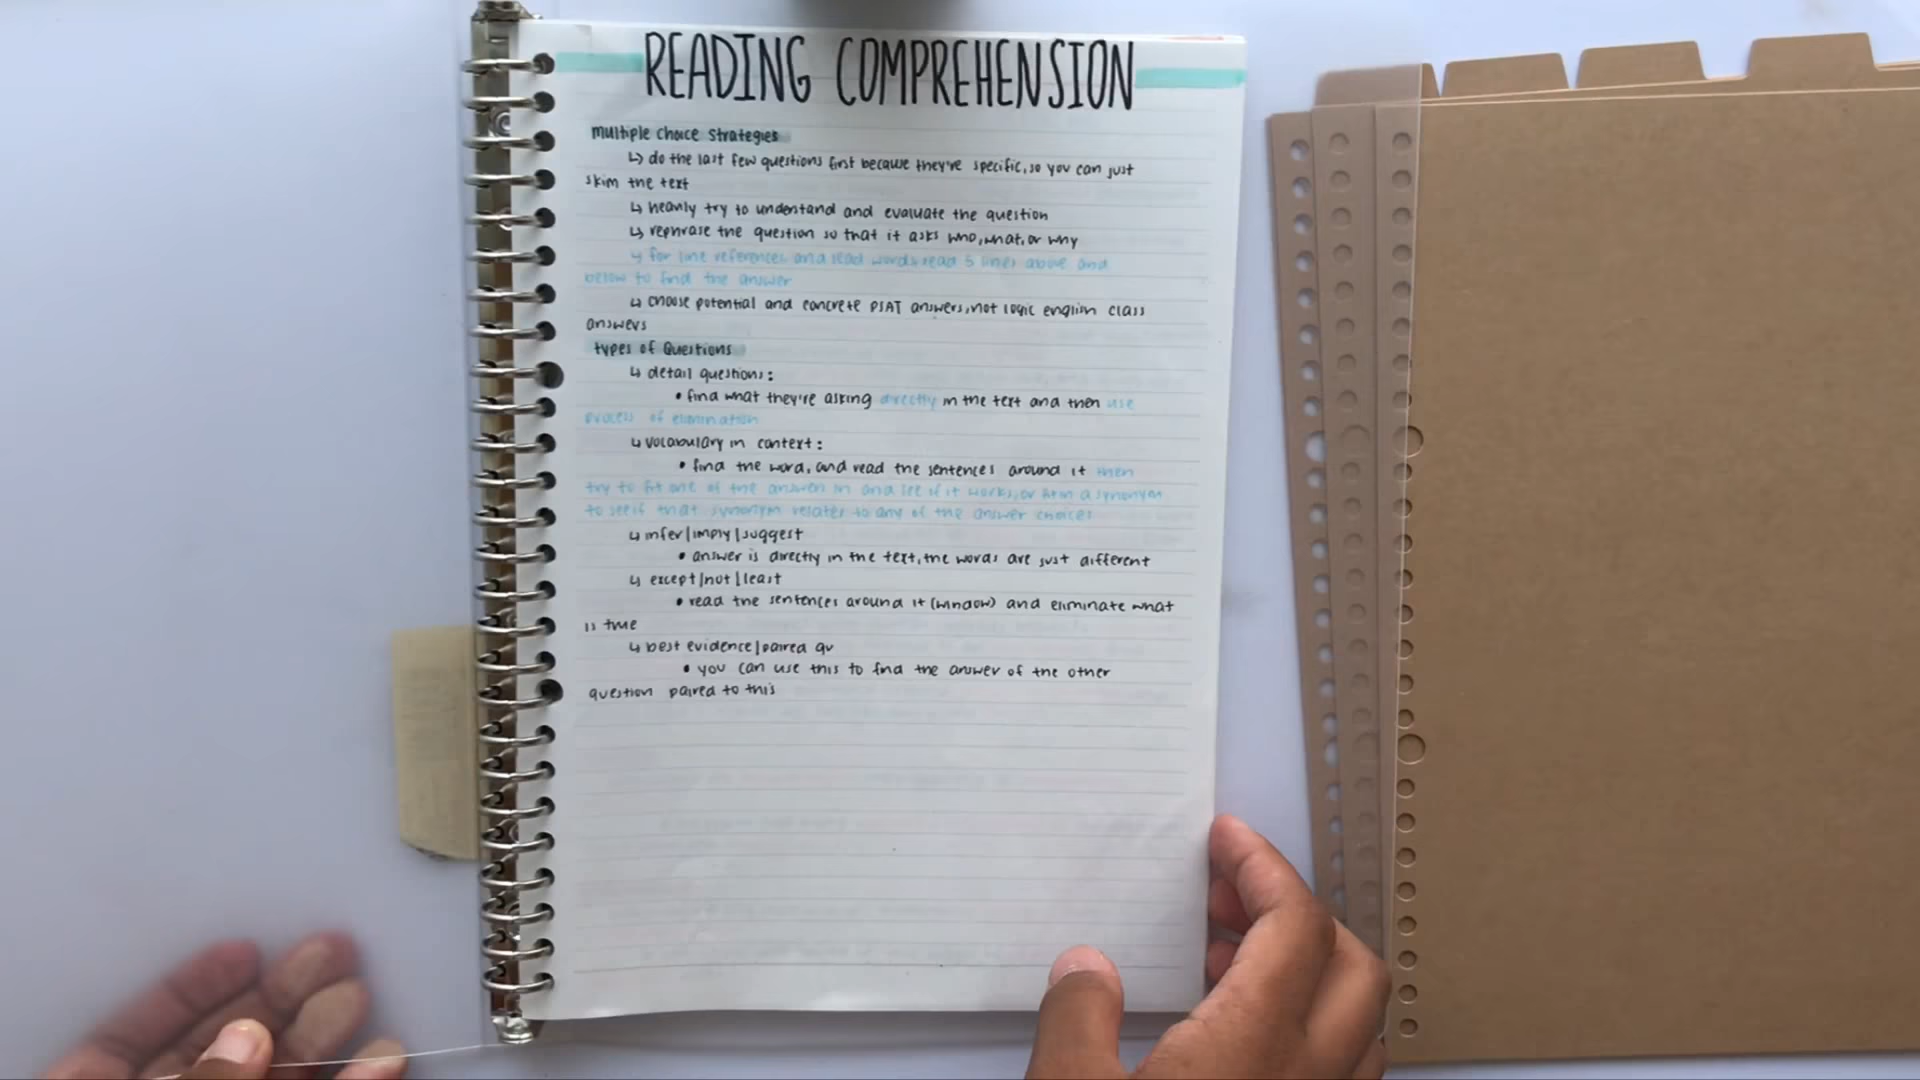 READING COMPREHENSION
multiple choice strategies
↳ do the last few questions first because they're specific, so you can just
skim the text
↳ heavily try to understand and evaluate the question
↳ rephrase the question so that it asks who, what, or why
↳ for line references and lead words, read 5 lines above and
below to find the answer
↳ choose potential and concrete PSAT answers, not logic english class
answers
types of Questions
↳ detail questions:
• find what they're asking directly in the text and then use
process of elimination
↳ vocabulary in context:
• find the word, and read the sentences around it then
try to fit one of the answers in and see if it works, or fit in a synonym
to see if that synonym relates to any of the answer choices
↳ infer|imply|suggest
• answer is directly in the text, the words are just different
↳ except|not|least
• read the sentences around it (window) and eliminate what
is true
↳ best evidence|paired qu
• you can use this to find the answer of the other
question paired to this